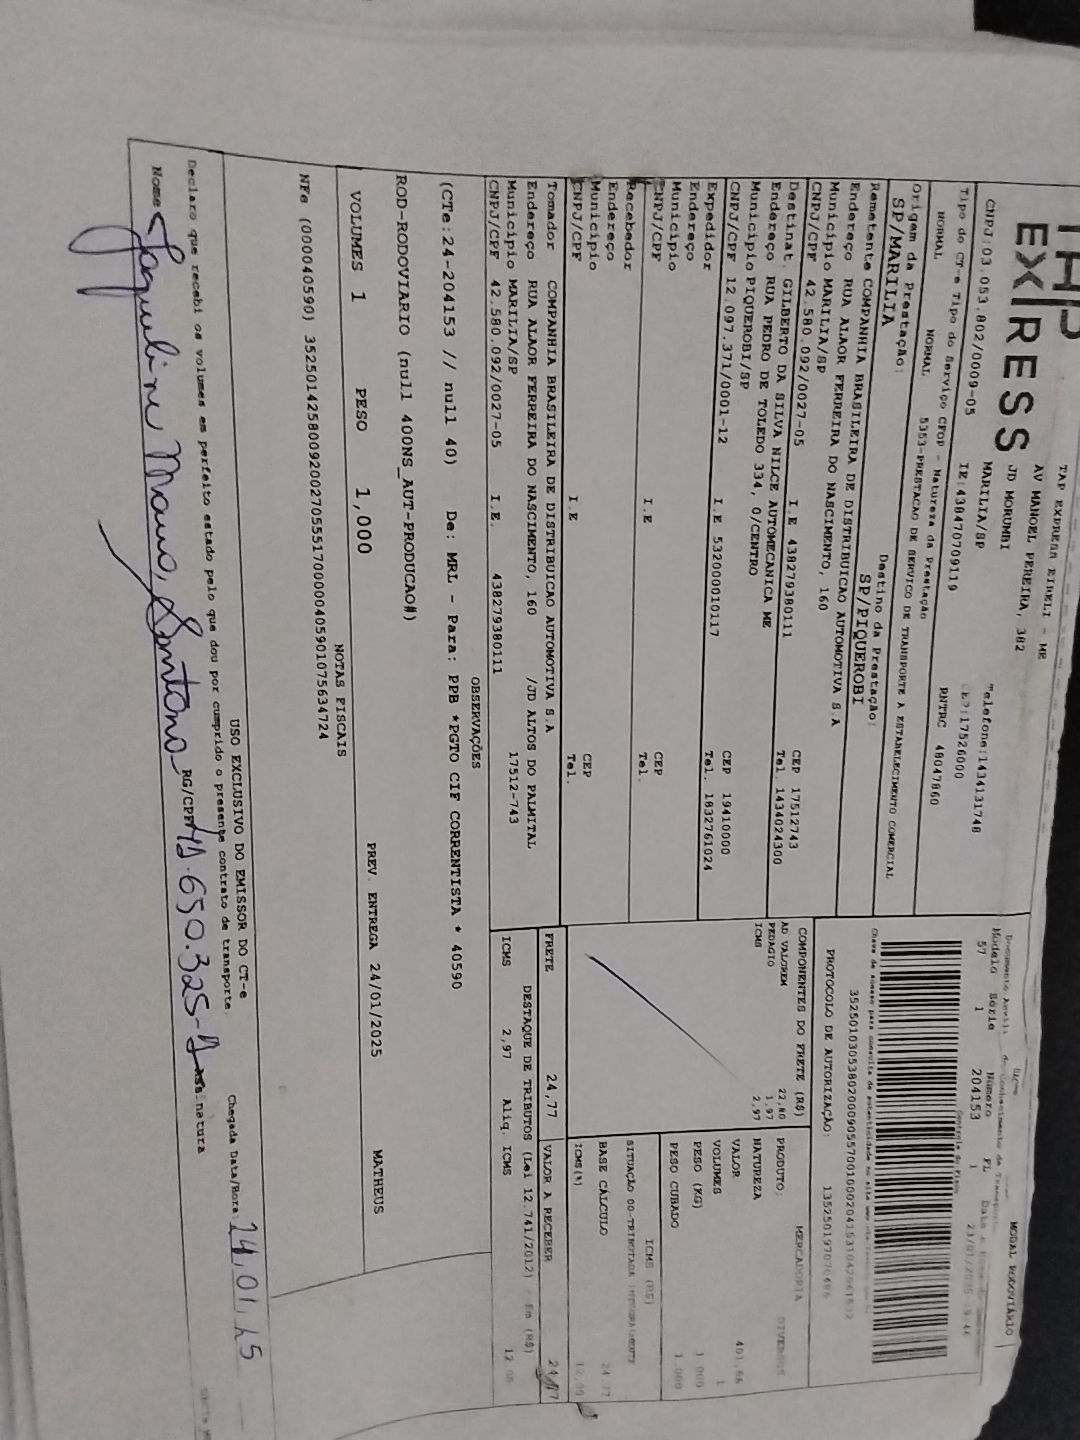 TAP
EXPRESS
TAP EXPRESS EIRELI - ME
AV MANOEL PEREIRA, 382
JD MORUMBI
MARILIA/SP
Telefone:1434131748
CEP:17526000
CNPJ:03.053.802/0009-05 IE:438470709119
Tipo do CT-e Tipo do Serviço CFOP - Natureza da Prestação RNTRC 48047860
NORMAL NORMAL 5353-PRESTACAO DE SERVICO DE TRANSPORTE A ESTABELECIMENTO COMERCIAL
Origem da Prestação: Destino da Prestação:
SP/MARILIA SP/PIQUEROBI
Remetente COMPANHIA BRASILEIRA DE DISTRIBUICAO AUTOMOTIVA S.A
Endereço RUA ALAOR FERREIRA DO NASCIMENTO, 160
Município MARILIA/SP CEP 17512743
CNPJ/CPF 42.580.092/0027-05 I.E 438279380111 Tel 1434024300
Destinat. GILBERTO DA SILVA NILCE AUTOMECANICA ME
Endereço RUA PEDRO DE TOLEDO 334, 0/CENTRO
Município PIQUEROBI/SP CEP 19410000
CNPJ/CPF 12.097.371/0001-12 I.E 532000010117 Tel. 1832761024
Expedidor
Endereço
Município CEP
CNPJ/CPF I.E Tel.
Recebedor
Endereço
Município CEP
CNPJ/CPF I.E Tel.
Tomador COMPANHIA BRASILEIRA DE DISTRIBUICAO AUTOMOTIVA S.A
Endereço RUA ALAOR FERREIRA DO NASCIMENTO, 160 /JD ALTOS DO PALMITAL
Município MARILIA/SP 17512-743
CNPJ/CPF 42.580.092/0027-05 I.E. 438279380111
MODAL RODOVIÁRIO
Modelo Série Número FL
57 1 204153 1
Controle do Fisco
PROTOCOLO DE AUTORIZAÇÃO:
COMPONENTES DO FRETE (R$)
AD VALOREM 22,80
PEDAGIO 1,97
ICMS 2,97
PRODUTO: MERCADORIA
NATUREZA DIVERSOS
VALOR 401,66
VOLUMES 1
PESO (KG) 1,000
PESO CUBADO 1,000
ICMS (R$)
SITUAÇÃO 00-TRIBUTADA INTEGRALMENTE
BASE CÁLCULO 24,77
ICMS(%) 12,00
FRETE 24,77 VALOR A RECEBER 24,77
DESTAQUE DE TRIBUTOS (Lei 12.741/2012) - Em (R$)
ICMS 2,97 Aliq. ICMS 12,00
OBSERVAÇÕES
(CTe:24-204153 // null 40) De: MRL - Para: PPB *PGTO CIF CORRENTISTA * 40590
ROD-RODOVIARIO (null 400NS_AUT-PRODUCAO#)
VOLUMES 1 PESO 1,000 PREV. ENTREGA 24/01/2025 MATHEUS
NOTAS FISCAIS
NFe (000040590) 35250142580092002705551700000405901075634724
USO EXCLUSIVO DO EMISSOR DO CT-e
Declaro que recebi os volumes em perfeito estado pelo que dou por cumprido o presente contrato de transporte. Chegada Data/Hora: 24,01,25
Nome RG/CPF assinatura